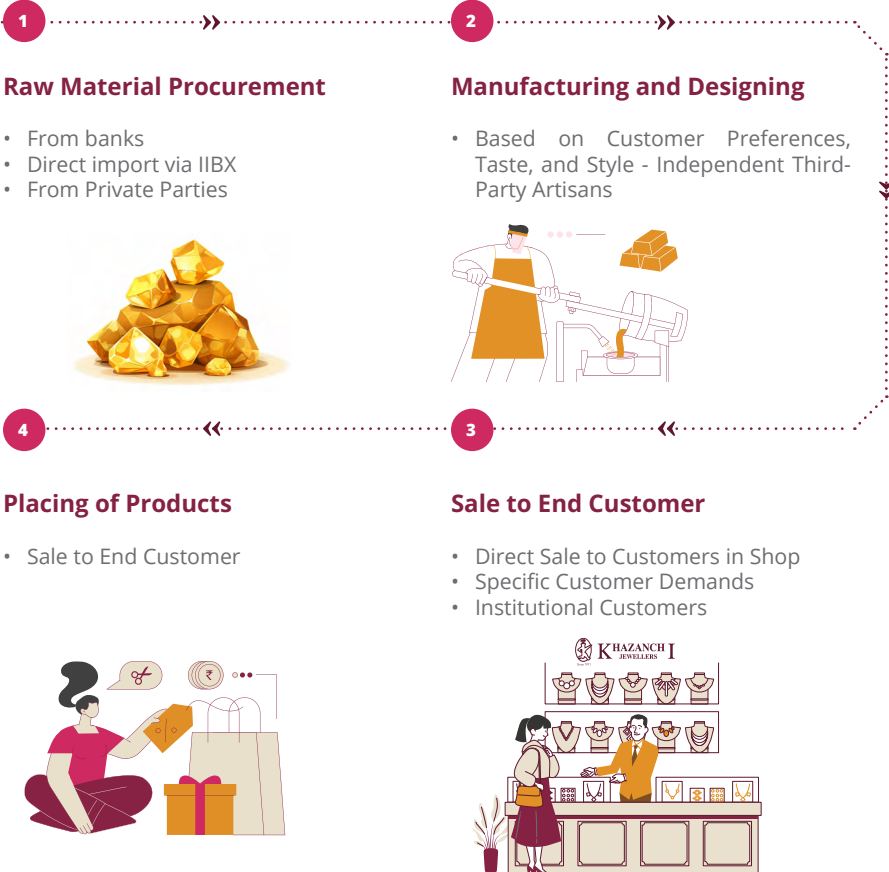 1
2
Raw Material Procurement
• From banks
• Direct import via IIBX
• From Private Parties
Manufacturing and Designing
• Based on Customer Preferences,
Taste, and Style - Independent Third-
Party Artisans
4
3
Placing of Products
• Sale to End Customer
Sale to End Customer
• Direct Sale to Customers in Shop
• Specific Customer Demands
• Institutional Customers
₹
KHAZANCHI
JEWELLERS